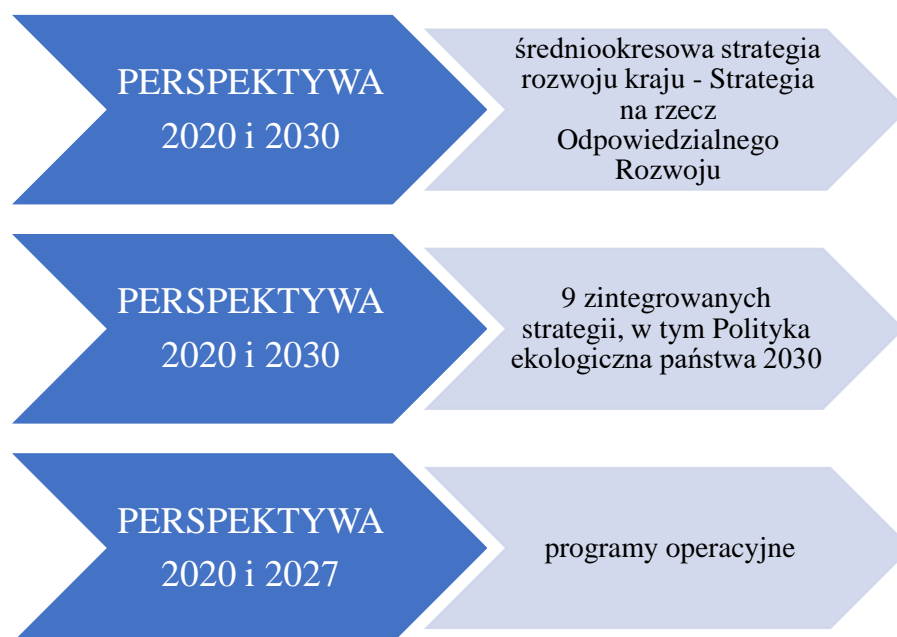 PERSPEKTYWA
2020 i 2030
średniookresowa strategia
rozwoju kraju - Strategia
na rzecz
Odpowiedzialnego
Rozwoju
PERSPEKTYWA
2020 i 2030
9 zintegrowanych
strategii, w tym Polityka
ekologiczna państwa 2030
PERSPEKTYWA
2020 i 2027
programy operacyjne